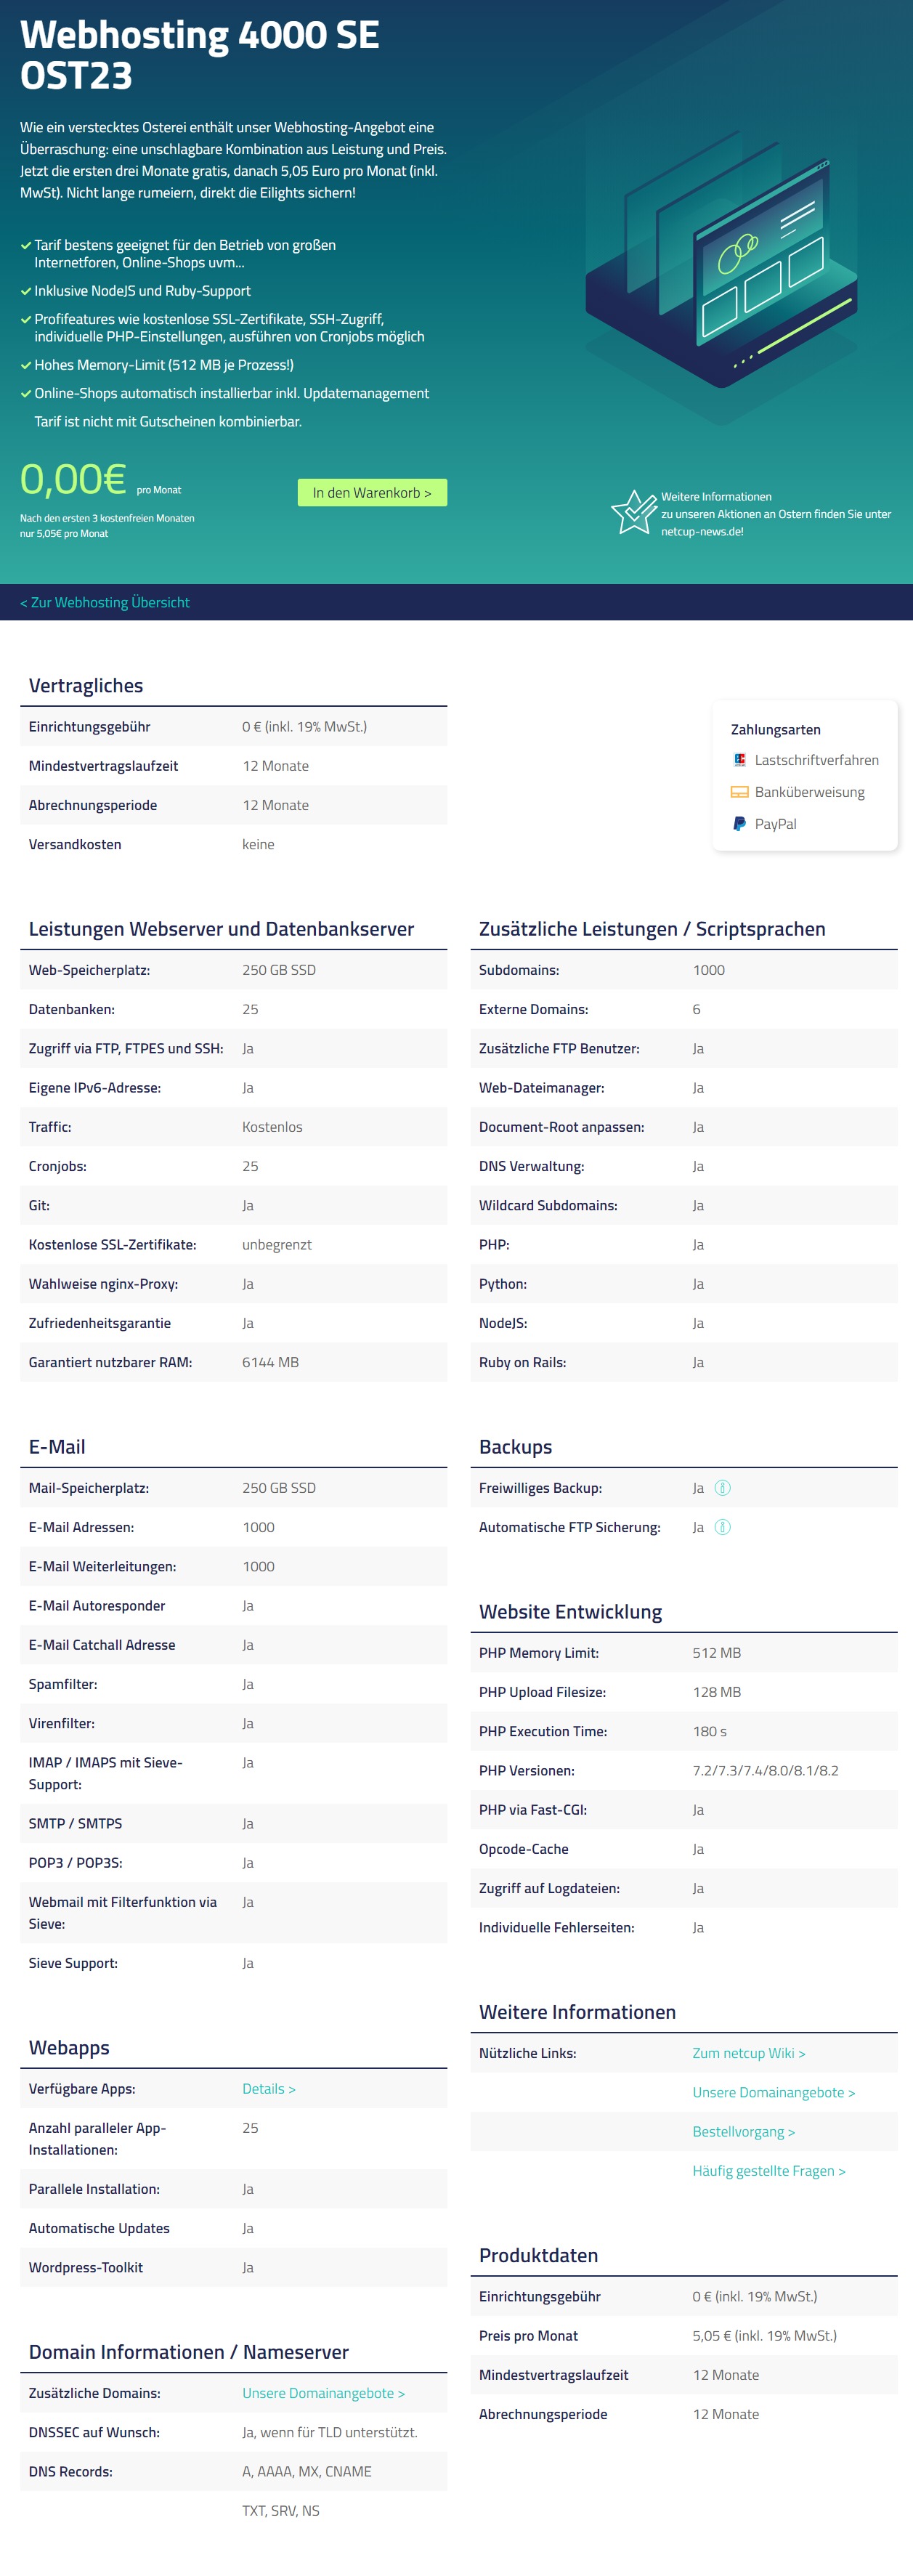 Webhosting 4000 SE
OST23
Wie ein verstecktes Osterei enthält unser Webhosting-Angebot eine
Überraschung: eine unschlagbare Kombination aus Leistung und Preis.
Jetzt die ersten drei Monate gratis, danach 5,05 Euro pro Monat (inkl.
MwSt). Nicht lange rumeiern, direkt die Eilights sichern!
Tarif bestens geeignet für den Betrieb von großen
Internetforen, Online-Shops uvm...
Inklusive NodeJS und Ruby-Support
Profifeatures wie kostenlose SSL-Zertifikate, SSH-Zugriff,
individuelle PHP-Einstellungen, ausführen von Cronjobs möglich
Hohes Memory-Limit (512 MB je Prozess!)
Online-Shops automatisch installierbar inkl. Updatemanagement
Tarif ist nicht mit Gutscheinen kombinierbar.
0,00€ pro Monat
Nach den ersten 3 kostenfreien Monaten
nur 5,05€ pro Monat
In den Warenkorb >
Weitere Informationen
zu unseren Aktionen an Ostern finden Sie unter
netcup-news.de!
< Zur Webhosting Übersicht
Vertragliches
Einrichtungsgebühr 0 € (inkl. 19% MwSt.)
Mindestvertragslaufzeit 12 Monate
Abrechnungsperiode 12 Monate
Versandkosten keine
Zahlungsarten
Lastschriftverfahren
Banküberweisung
PayPal
Leistungen Webserver und Datenbankserver
Web-Speicherplatz: 250 GB SSD
Datenbanken: 25
Zugriff via FTP, FTPES und SSH: Ja
Eigene IPv6-Adresse: Ja
Traffic: Kostenlos
Cronjobs: 25
Git: Ja
Kostenlose SSL-Zertifikate: unbegrenzt
Wahlweise nginx-Proxy: Ja
Zufriedenheitsgarantie Ja
Garantiert nutzbarer RAM: 6144 MB
Zusätzliche Leistungen / Scriptsprachen
Subdomains: 1000
Externe Domains: 6
Zusätzliche FTP Benutzer: Ja
Web-Dateimanager: Ja
Document-Root anpassen: Ja
DNS Verwaltung: Ja
Wildcard Subdomains: Ja
PHP: Ja
Python: Ja
NodeJS: Ja
Ruby on Rails: Ja
E-Mail
Mail-Speicherplatz: 250 GB SSD
E-Mail Adressen: 1000
E-Mail Weiterleitungen: 1000
E-Mail Autoresponder Ja
E-Mail Catchall Adresse Ja
Spamfilter: Ja
Virenfilter: Ja
IMAP / IMAPS mit Sieve- Ja
Support:
SMTP / SMTPS Ja
POP3 / POP3S: Ja
Webmail mit Filterfunktion via Ja
Sieve:
Sieve Support: Ja
Backups
Freiwilliges Backup: Ja
Automatische FTP Sicherung: Ja
Website Entwicklung
PHP Memory Limit: 512 MB
PHP Upload Filesize: 128 MB
PHP Execution Time: 180 s
PHP Versionen: 7.2/7.3/7.4/8.0/8.1/8.2
PHP via Fast-CGI: Ja
Opcode-Cache Ja
Zugriff auf Logdateien: Ja
Individuelle Fehlerseiten: Ja
Webapps
Verfügbare Apps: Details >
Anzahl paralleler App- 25
Installationen:
Parallele Installation: Ja
Automatische Updates Ja
Wordpress-Toolkit Ja
Weitere Informationen
Nützliche Links: Zum netcup Wiki >
Unsere Domainangebote >
Bestellvorgang >
Häufig gestellte Fragen >
Domain Informationen / Nameserver
Zusätzliche Domains: Unsere Domainangebote >
DNSSEC auf Wunsch: Ja, wenn für TLD unterstützt.
DNS Records: A, AAAA, MX, CNAME
TXT, SRV, NS
Produktdaten
Einrichtungsgebühr 0 € (inkl. 19% MwSt.)
Preis pro Monat 5,05 € (inkl. 19% MwSt.)
Mindestvertragslaufzeit 12 Monate
Abrechnungsperiode 12 Monate